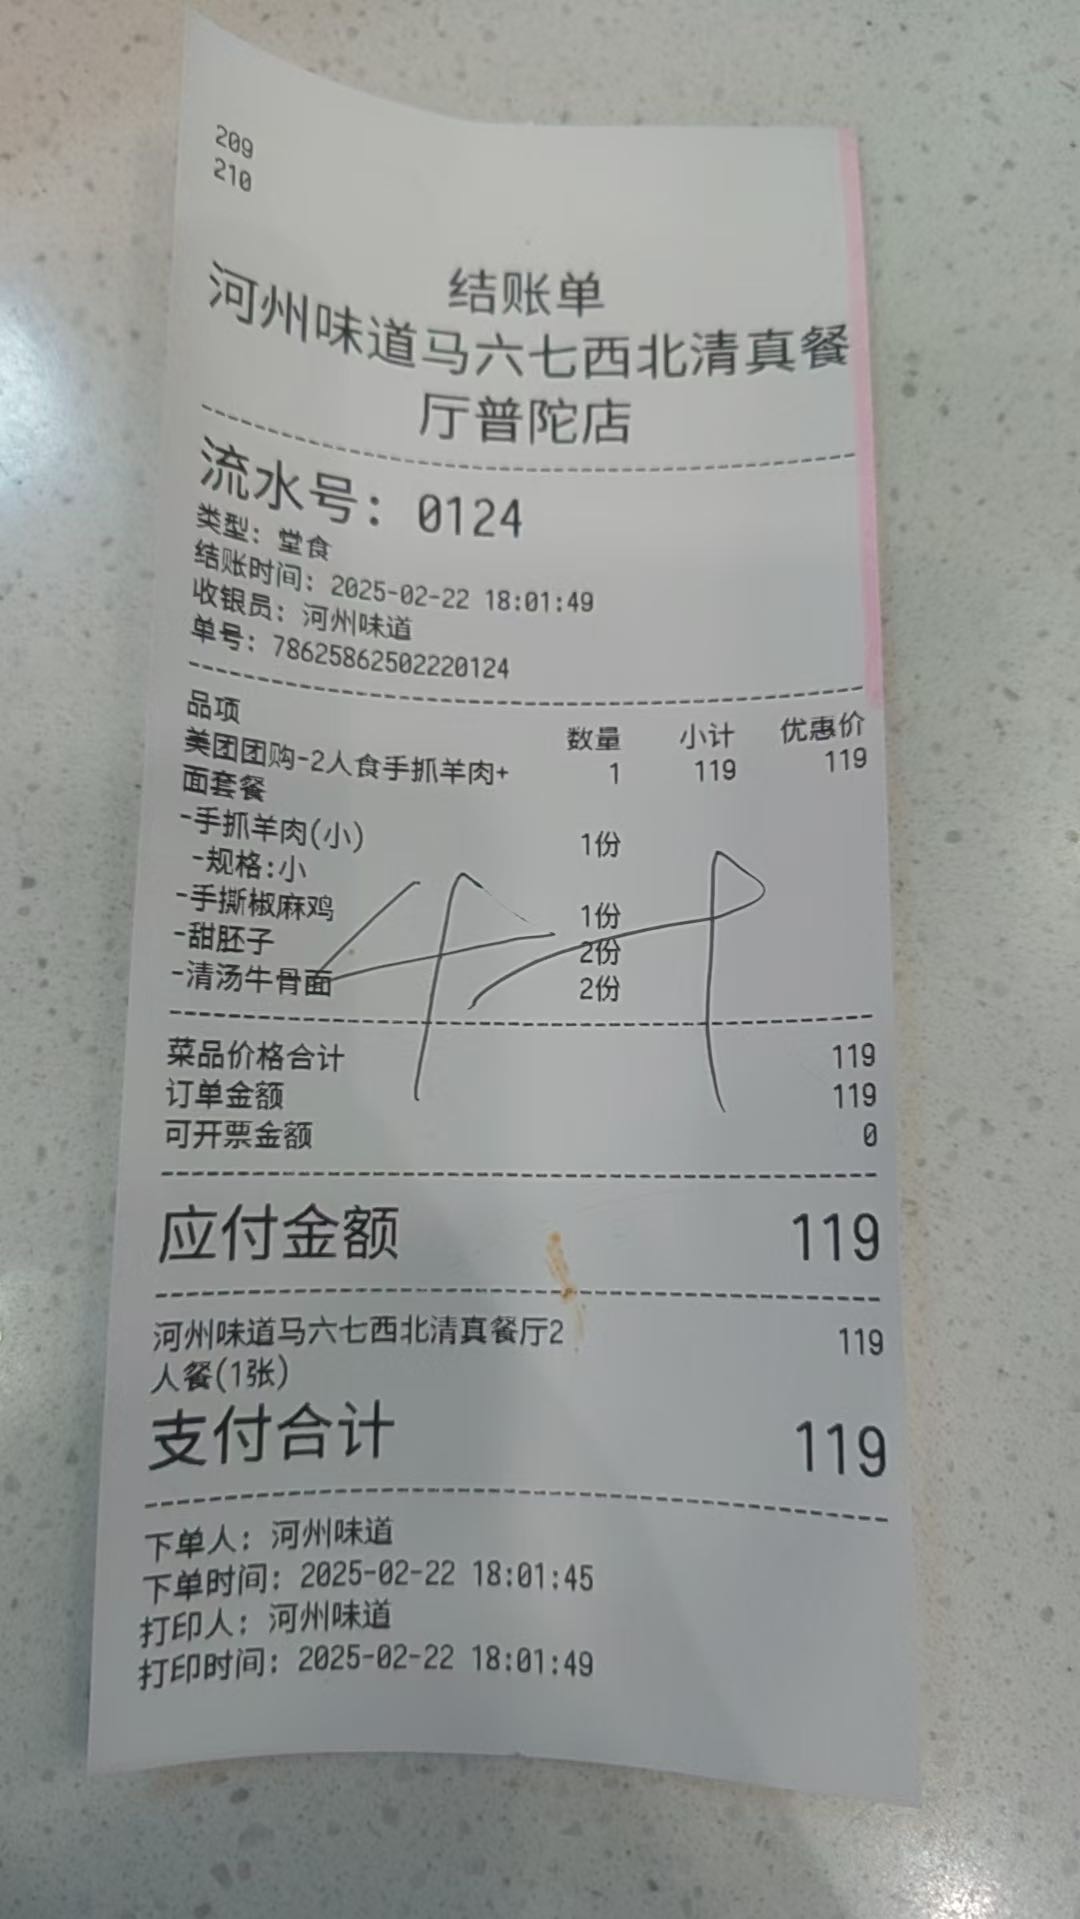 209
210
结账单
河州味道马六七西北清真餐
厅普陀店
流水号：0124
类型：堂食
结账时间：2025-02-22 18:01:49
收银员：河州味道
单号：78625862502220124
品项 数量 小计 优惠价
美团团购-2人食手抓羊肉+ 1 119 119
面套餐
-手抓羊肉(小) 1份
-规格:小
-手撕椒麻鸡 1份
-甜胚子 2份
-清汤牛骨面 2份
菜品价格合计 119
订单金额 119
可开票金额 0
应付金额 119
河州味道马六七西北清真餐厅2 119
人餐(1张)
支付合计 119
下单人：河州味道
下单时间：2025-02-22 18:01:45
打印人：河州味道
打印时间：2025-02-22 18:01:49